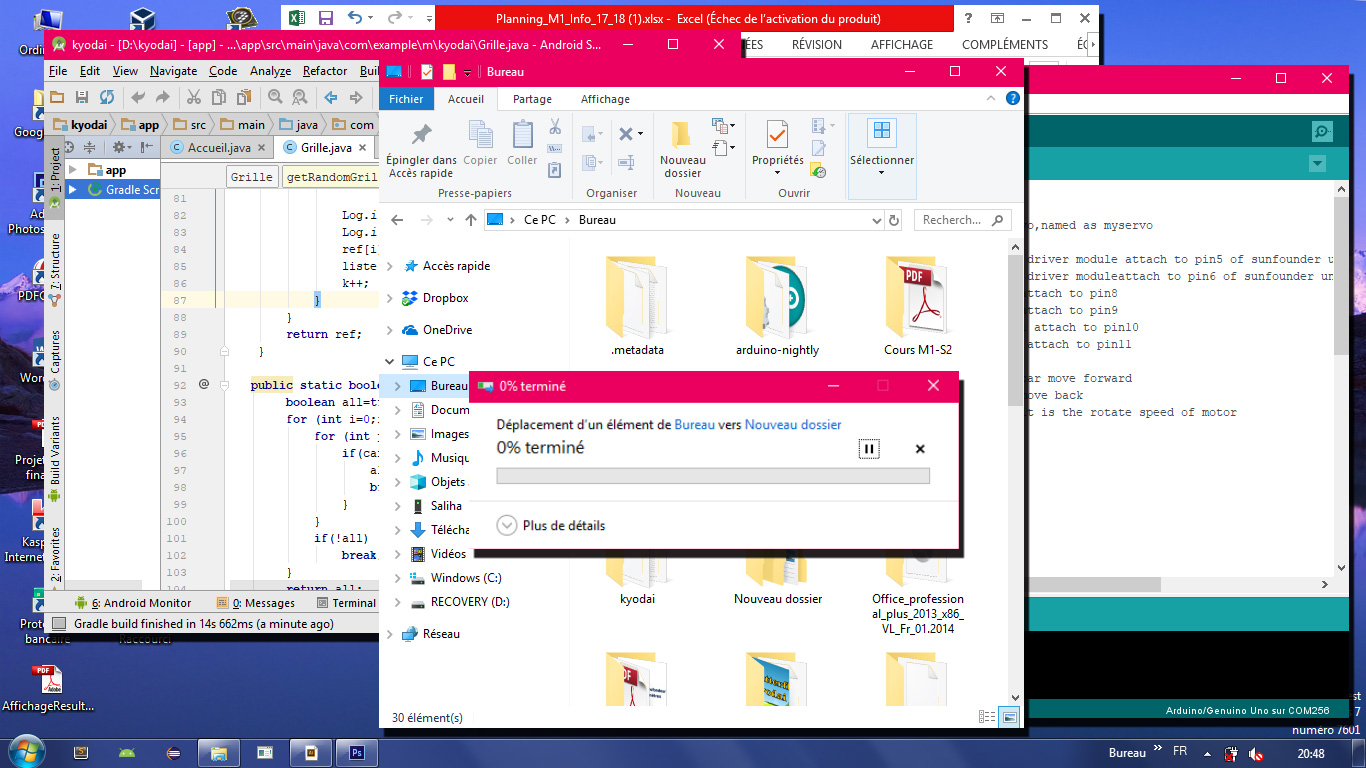 Planning_M1_Info_17_18 (1).xlsx - Excel (Échec de l'activation du produit)
ÉES RÉVISION AFFICHAGE COMPLÉMENTS
kyodai - [D:\kyodai] - [app] - ...\app\src\main\java\com\example\m\kyodai\Grille.java - Android S...
File Edit View Navigate Code Analyze Refactor Buil
kyodai app src main java com
Accueil.java Grille.java
1: Project
7: Structure
Captures
Build Variants
2: Favorites
app
Gradle Scr
Grille getRandomGril
81
82 Log.i
83 Log.i
84 ref[i
85 liste
86 k++;
87 }
88 }
89 return ref;
90 }
91
92 @ public static boole
93 boolean all=t
94 for (int i=0;
95 for (int
96 if(ca
97 al
98 b
99 }
100 }
101 if(!all)
102 break
103 }
104 return all;
6: Android Monitor 0: Messages Terminal
Gradle build finished in 14s 662ms (a minute ago)
Bureau
Fichier Accueil Partage Affichage
Épingler dans
Accès rapide
Copier
Coller
Nouveau
dossier
Propriétés
Sélectionner
Presse-papiers Organiser Nouveau Ouvrir
Ce PC Bureau
Recherch...
Accès rapide
Dropbox
OneDrive
Ce PC
Bureau
Docum
Images
Musiqu
Objets
Saliha
Télécha
Vidéos
Windows (C:)
RECOVERY (D:)
Réseau
.metadata arduino-nightly Cours M1-S2
kyodai Nouveau dossier Office_profession
al_plus_2013_x86_
VL_Fr_01.2014
30 élément(s)
0% terminé
Déplacement d'un élément de Bureau vers Nouveau dossier
0% terminé
Plus de détails
o,named as myservo
driver module attach to pin5 of sunfounder u
driver moduleattach to pin6 of sunfounder un
attach to pin8
attach to pin9
attach to pin10
attach to pin11
ar move forward
ove back
t is the rotate speed of motor
Arduino/Genuino Uno sur COM256
numéro 7601
Ordi
Goog
Ad
Photos
PDFC
Wor
Projet
fina
Kasp
Internet
Prote
bancaire
Raccourci
AffichageResult...
Bureau » FR 20:48